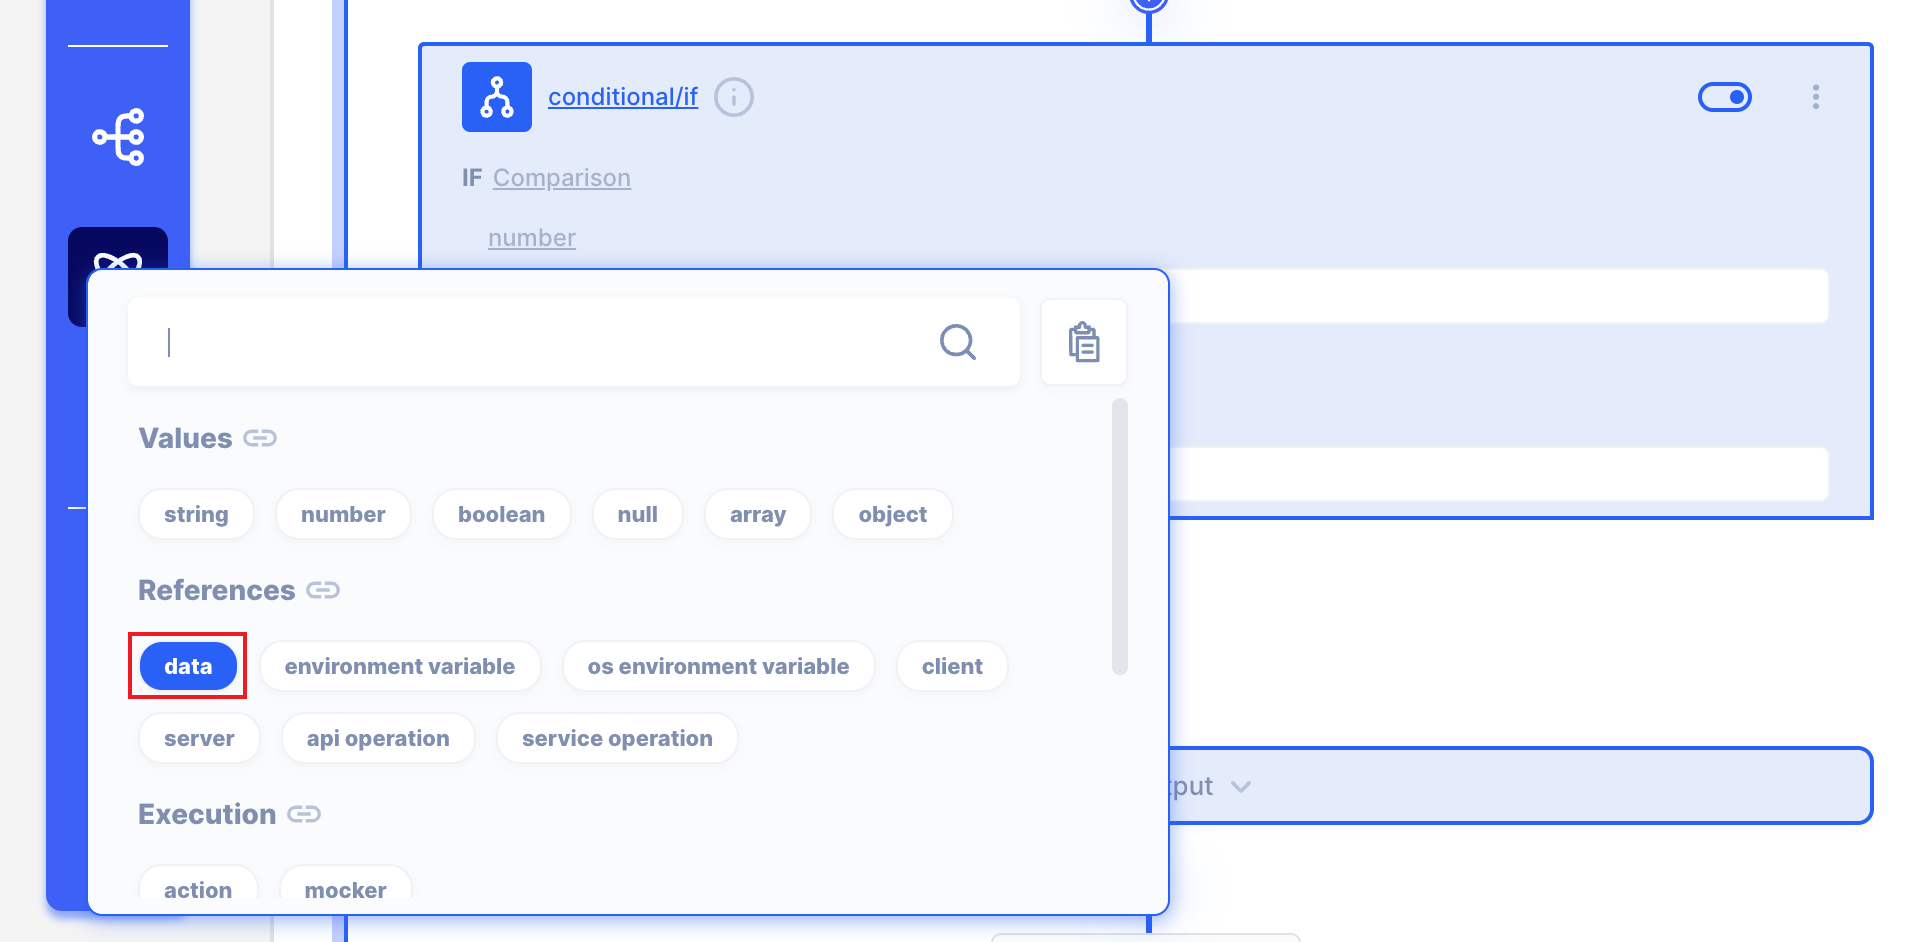 conditional/if
IF Comparison
number
Values
string number boolean null array object
References
data environment variable os environment variable client
server api operation service operation
put
Execution
action mocker